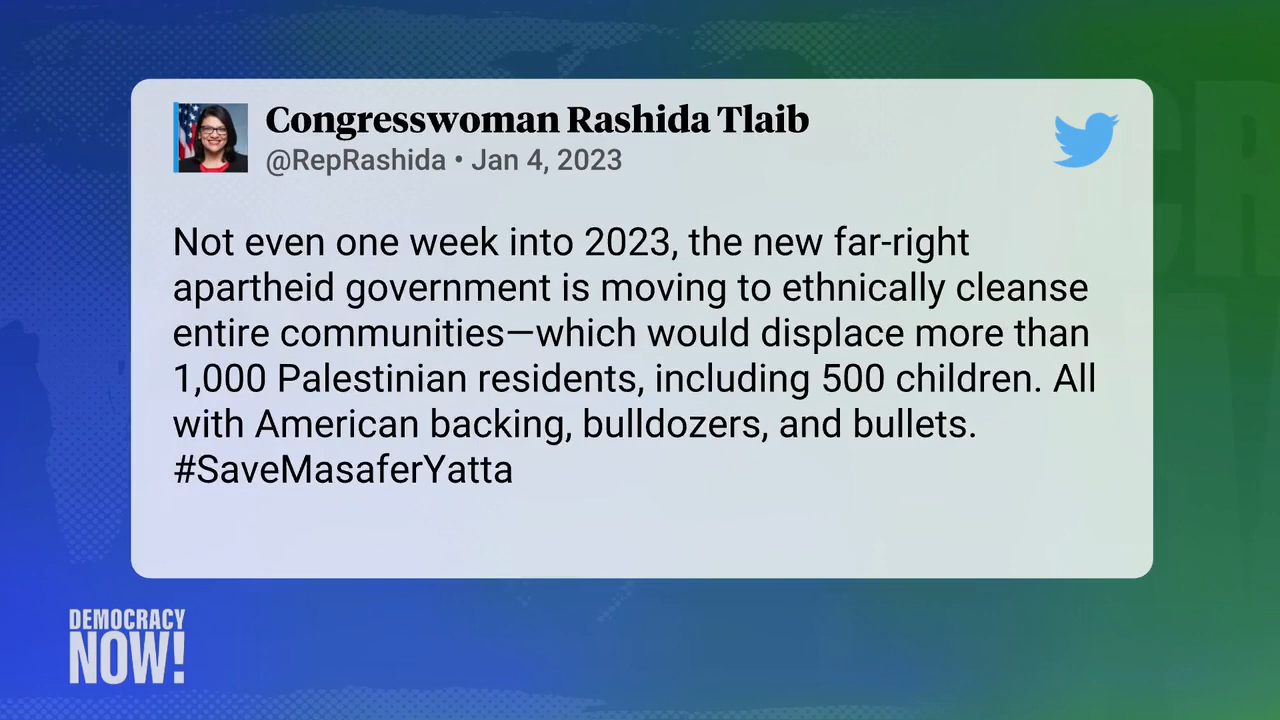 Congresswoman Rashida Tlaib
@RepRashida • Jan 4, 2023
Not even one week into 2023, the new far-right
apartheid government is moving to ethnically cleanse
entire communities—which would displace more than
1,000 Palestinian residents, including 500 children. All
with American backing, bulldozers, and bullets.
#SaveMasaferYatta
DEMOCRACY
NOW!